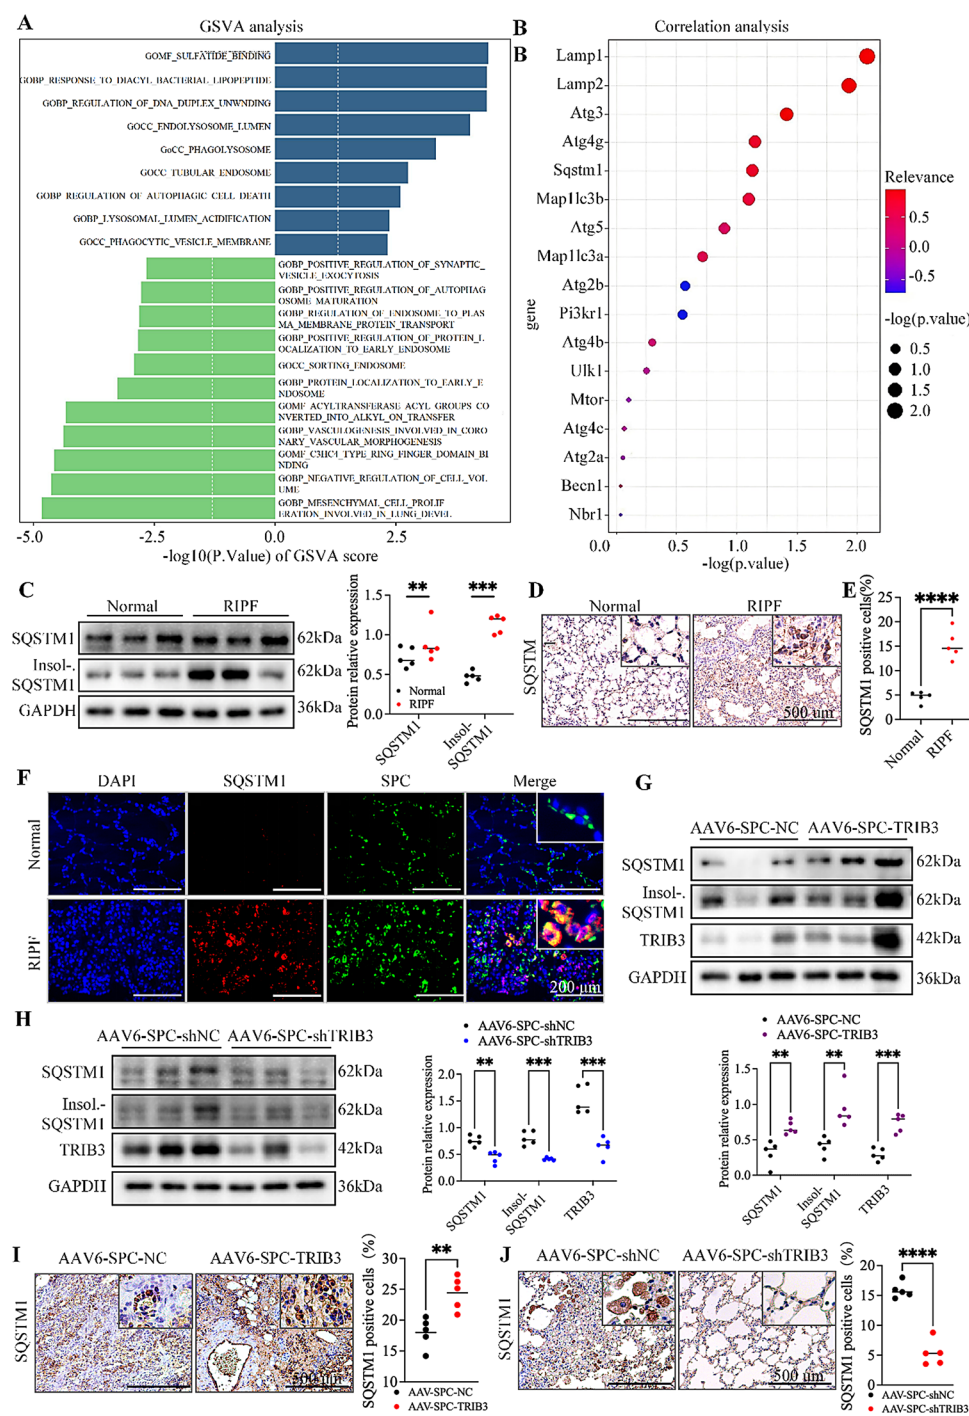 A
GSVA analysis
GOMF_SULFATIDE_BINDING
GOBP_RESPONSE_TO_DIACYL_BACTERIAL_LIPOPEPTIDE
GOBP_REGULATION_OF_DNA_DUPLEX_UNWNDING
GOCC_ENDOLYSOSOME_LUMEN
GoCC_PHAGOLYSOSOME
GOCC_TUBULAR_ENDOSOME
GOBP_REGULATION_OF_AUTOPHAGIC_CELL_DEATH
GOBP_LYSOSOMAL_LUMEN_ACIDIFICATION
GOCC_PHAGOCYTIC_VESICLE_MEMBRANE
GOBP_POSITIVE_REGULATION_OF_SYNAPTIC_
VESICLE_EXOCYTOSIS
GOBP_POSITIVE_REGULATION_OF_AUTOPHAG
OSOME_MATURATION
GOBP_REGULATION_OF_ENDOSOME_TO_PLAS
MA_MEMBRANE_PROTEIN_TRANSPORT
GOBP_POSITIVE_REGULATION_OF_PROTEIN_L
OCALIZATION_TO_EARLY_ENDOSOME
GOCC_SORTING_ENDOSOME
GOBP_PROTEIN_LOCALIZATION_TO_EARLY_E
NDOSOME
GOMF_ACYLTRANSFERASE_ACYL_GROUPS_CO
NVERTED_INTO_ALKYL_ON_TRANSFER
GOBP_VASCULOGENESIS_INVOLVED_IN_CORO
NARY_VASCULAR_MORPHOGENESIS
GOMF_C3HC4_TYPE_RING_FINGER_DOMAIN_BI
NDING
GOBP_NEGATIVE_REGULATION_OF_CELL_VOL
UME
GOBP_MESENCHYMAL_CELL_PROLIF
ERATION_INVOLVED_IN_LUNG_DEVEL
-5.0 -2.5 0.0 2.5
-log10(P.Value) of GSVA score
B
B
Correlation analysis
gene
Lamp1
Lamp2
Atg3
Atg4g
Sqstm1
Map1lc3b
Atg5
Map1lc3a
Atg2b
Pi3kr1
Atg4b
Ulk1
Mtor
Atg4c
Atg2a
Becn1
Nbr1
0.0 0.5 1.0 1.5 2.0
-log(p.value)
Relevance
0.5
0.0
-0.5
-log(p.value)
0.5
1.0
1.5
2.0
C
Normal RIPF
SQSTM1 62kDa
Insol-.
SQSTM1 62kDa
GAPDH 36kDa
Protein relative expression
1.5
1.0
0.5
0.0
** ***
Normal
RIPF
SQSTM1
Insol-
SQSTM1
D
Normal RIPF
SQSTM
500 um
E
SQSTM1 positive cells(%)
25
20
15
10
5
0
****
Normal
RIPF
F
DAPI SQSTM1 SPC Merge
Normal
RIPF
200 µm
G
AAV6-SPC-NC AAV6-SPC-TRIB3
SQSTM1 62kDa
Insol-.
SQSTM1 62kDa
TRIB3 42kDa
GAPDH 36kDa
AAV6-SPC-NC
AAV6-SPC-TRIB3
Protein relative expression
1.5
1.0
0.5
0.0
** ** ***
SQSTM1
Insol-
SQSTM1
TRIB3
H
AAV6-SPC-shNC AAV6-SPC-shTRIB3
SQSTM1 62kDa
Insol.-
SQSTM1 62kDa
TRIB3 42kDa
GAPDH 36kDa
AAV6-SPC-shNC
AAV6-SPC-shTRIB3
Protein relative expression
2.0
1.5
1.0
0.5
0.0
** *** ***
SQSTM1
Insol-
SQSTM1
TRIB3
I
AAV6-SPC-NC AAV6-SPC-TRIB3
SQSTM1
500 um
SQSTM1 positive cells (%)
30
25
20
15
10
**
AAV-SPC-NC
AAV-SPC-TRIB3
J
AAV6-SPC-shNC AAV6-SPC-shTRIB3
SQSTM1
500 um
SQSTM1 positive cells (%)
20
15
10
5
0
****
AAV-SPC-shNC
AAV-SPC-shTRIB3